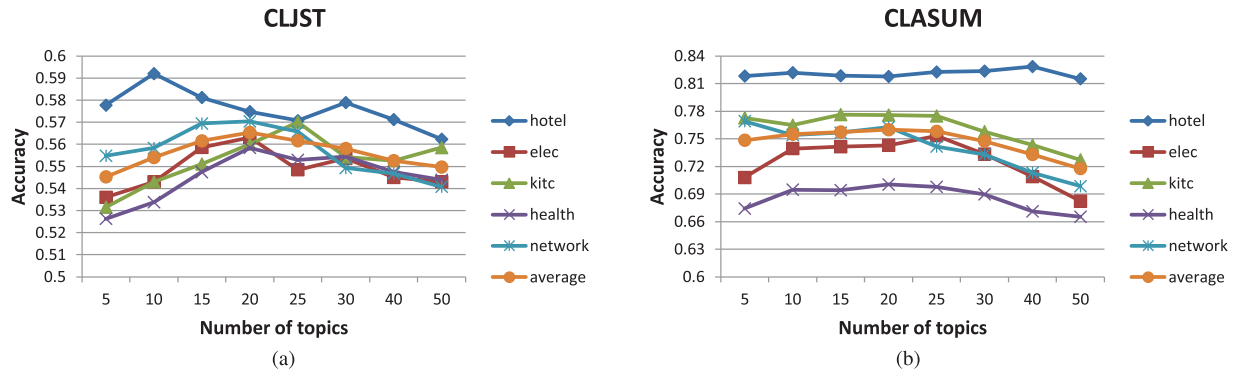 CLJST
0.6
0.59
0.58
0.57
0.56
0.55
0.54
0.53
0.52
0.51
0.5
Accuracy
5 10 15 20 25 30 40 50
Number of topics
hotel
elec
kitc
health
network
average
(a)
CLASUM
0.84
0.81
0.78
0.75
0.72
0.69
0.66
0.63
0.6
Accuracy
5 10 15 20 25 30 40 50
Number of topics
hotel
elec
kitc
health
network
average
(b)